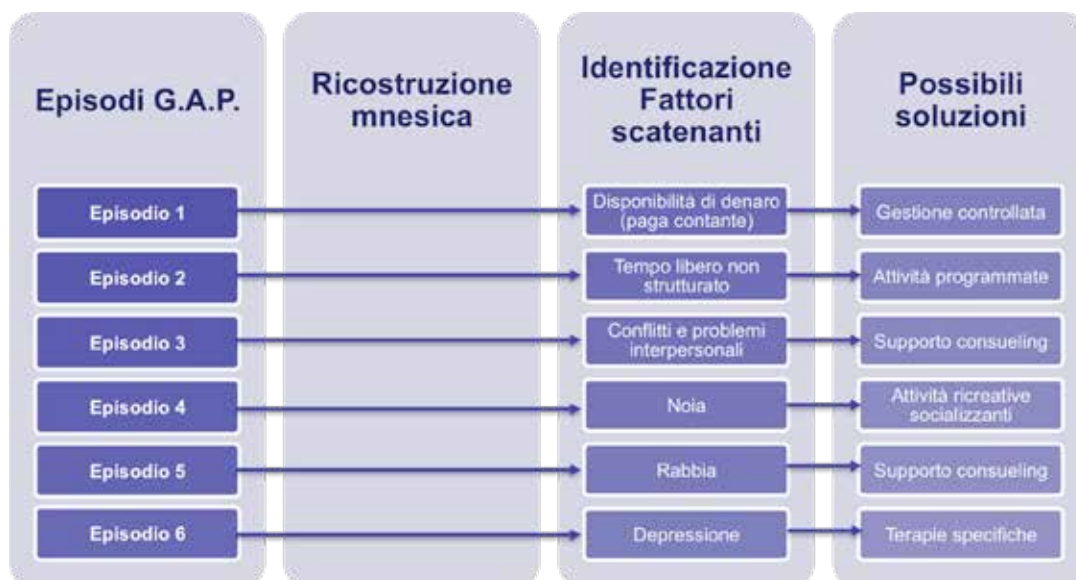 Episodi G.A.P.
Ricostruzione
mnesica
Identificazione
Fattori
scatenanti
Possibili
soluzioni
Episodio 1
Disponibilità di denaro
(paga contante)
Gestione controllata
Episodio 2
Tempo libero non
strutturato
Attività programmate
Episodio 3
Conflitti e problemi
interpersonali
Supporto consueling
Episodio 4
Noia
Attività ricreative
socializzanti
Episodio 5
Rabbia
Supporto consueling
Episodio 6
Depressione
Terapie specifiche